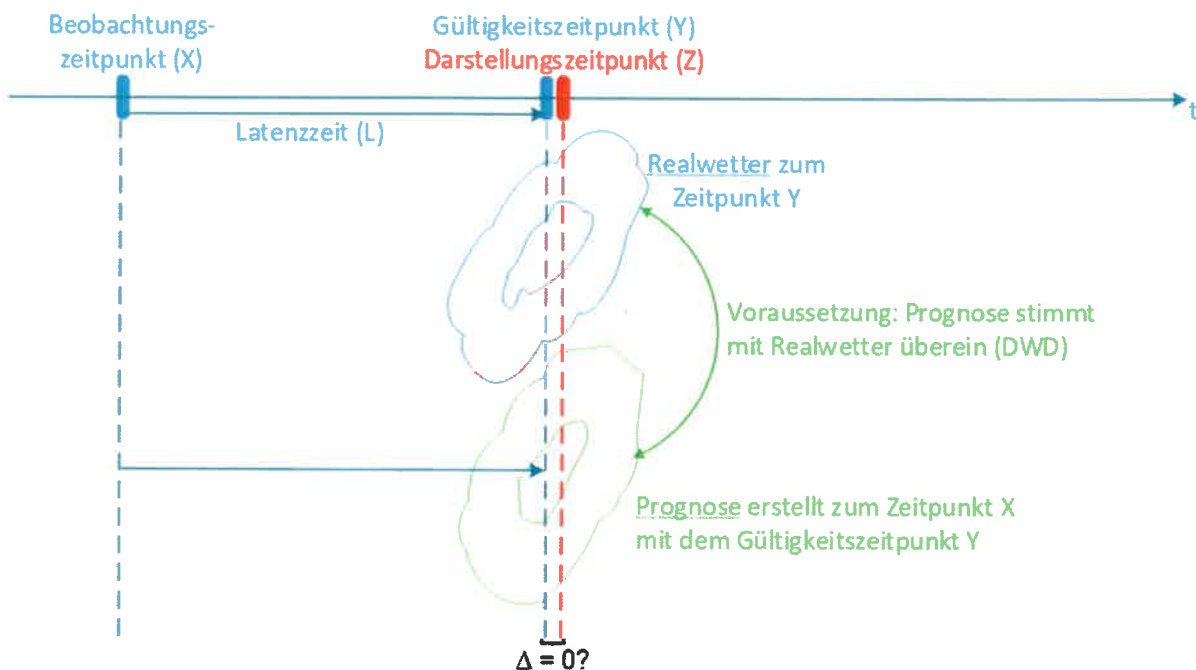 Beobachtungs-
zeitpunkt (X)
Gültigkeitszeitpunkt (Y)
Darstellungszeitpunkt (Z)
t
Latenzzeit (L)
Realwetter zum
Zeitpunkt Y
Voraussetzung: Prognose stimmt
mit Realwetter überein (DWD)
Prognose erstellt zum Zeitpunkt X
mit dem Gültigkeitszeitpunkt Y
Δ = 0?